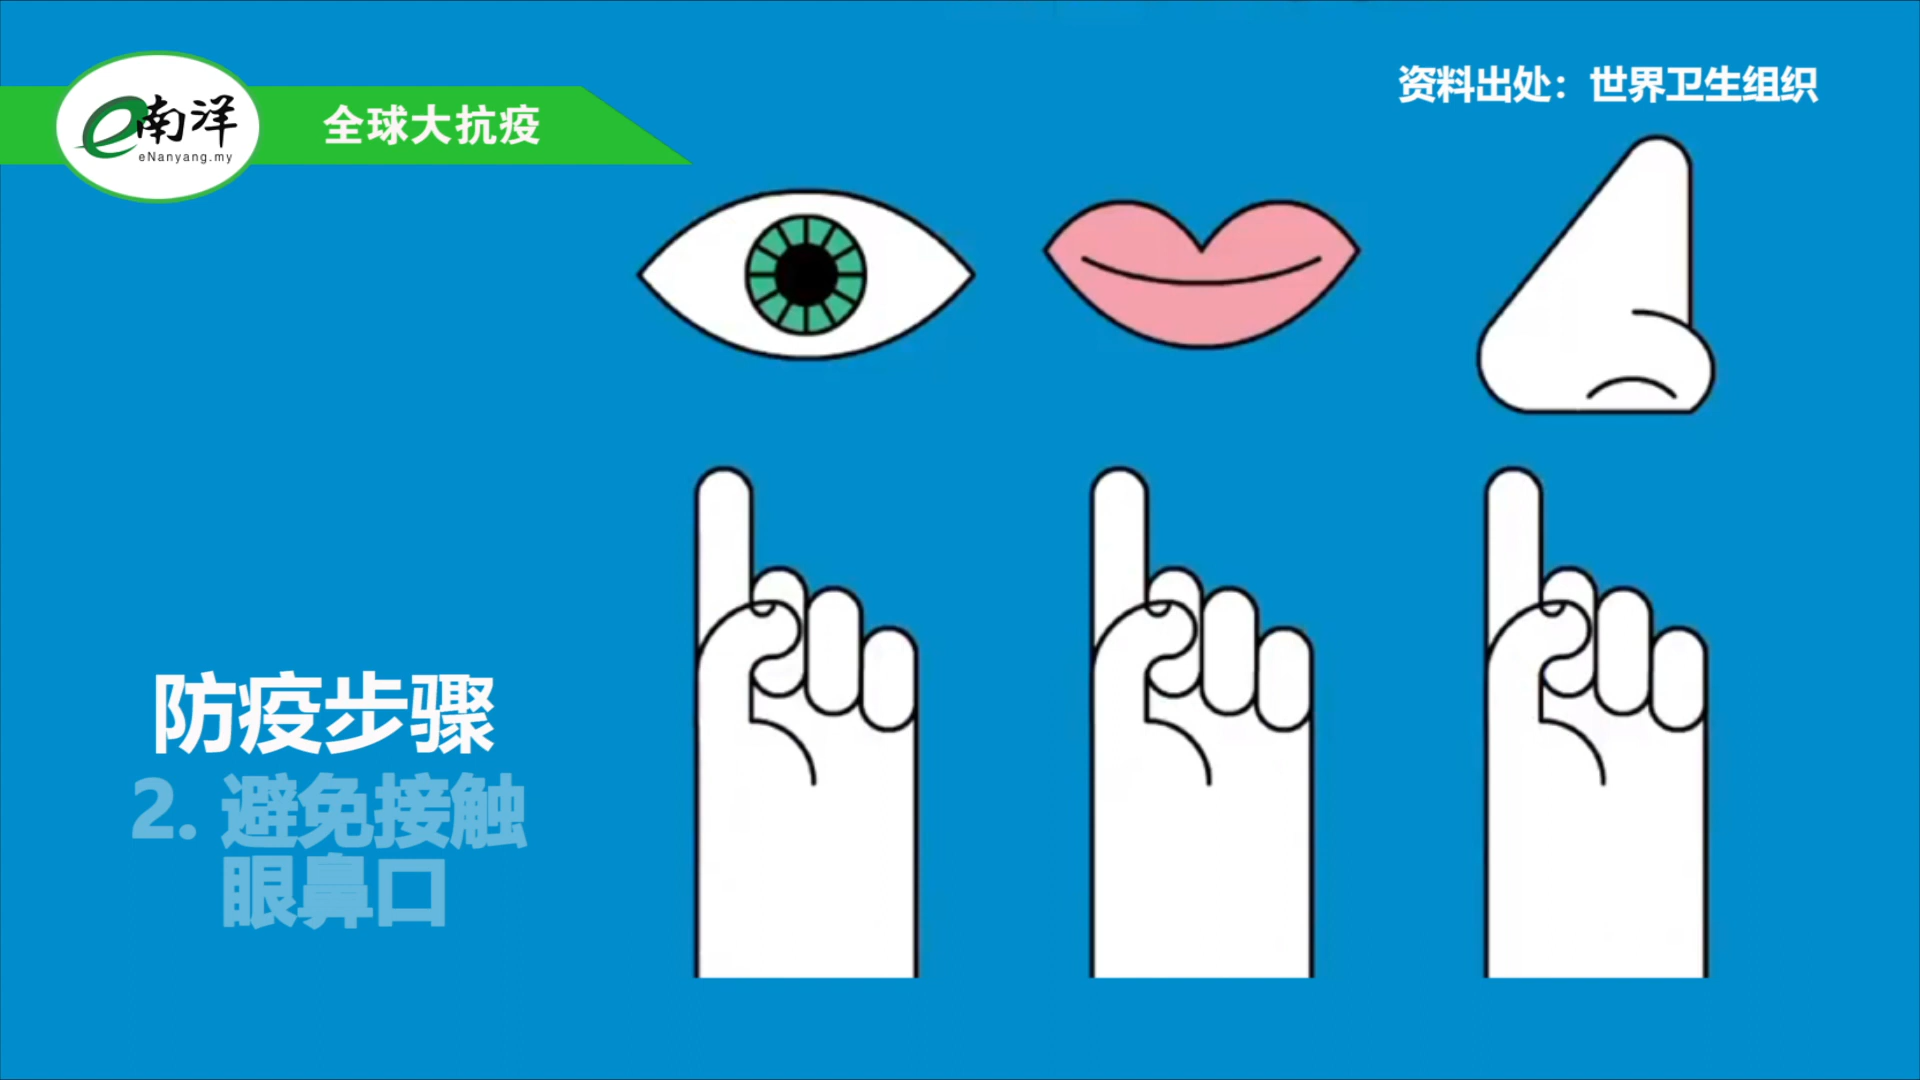 e南洋
eNanyang.my
全球大抗疫
资料出处：世界卫生组织
防疫步骤
2. 避免接触
眼鼻口